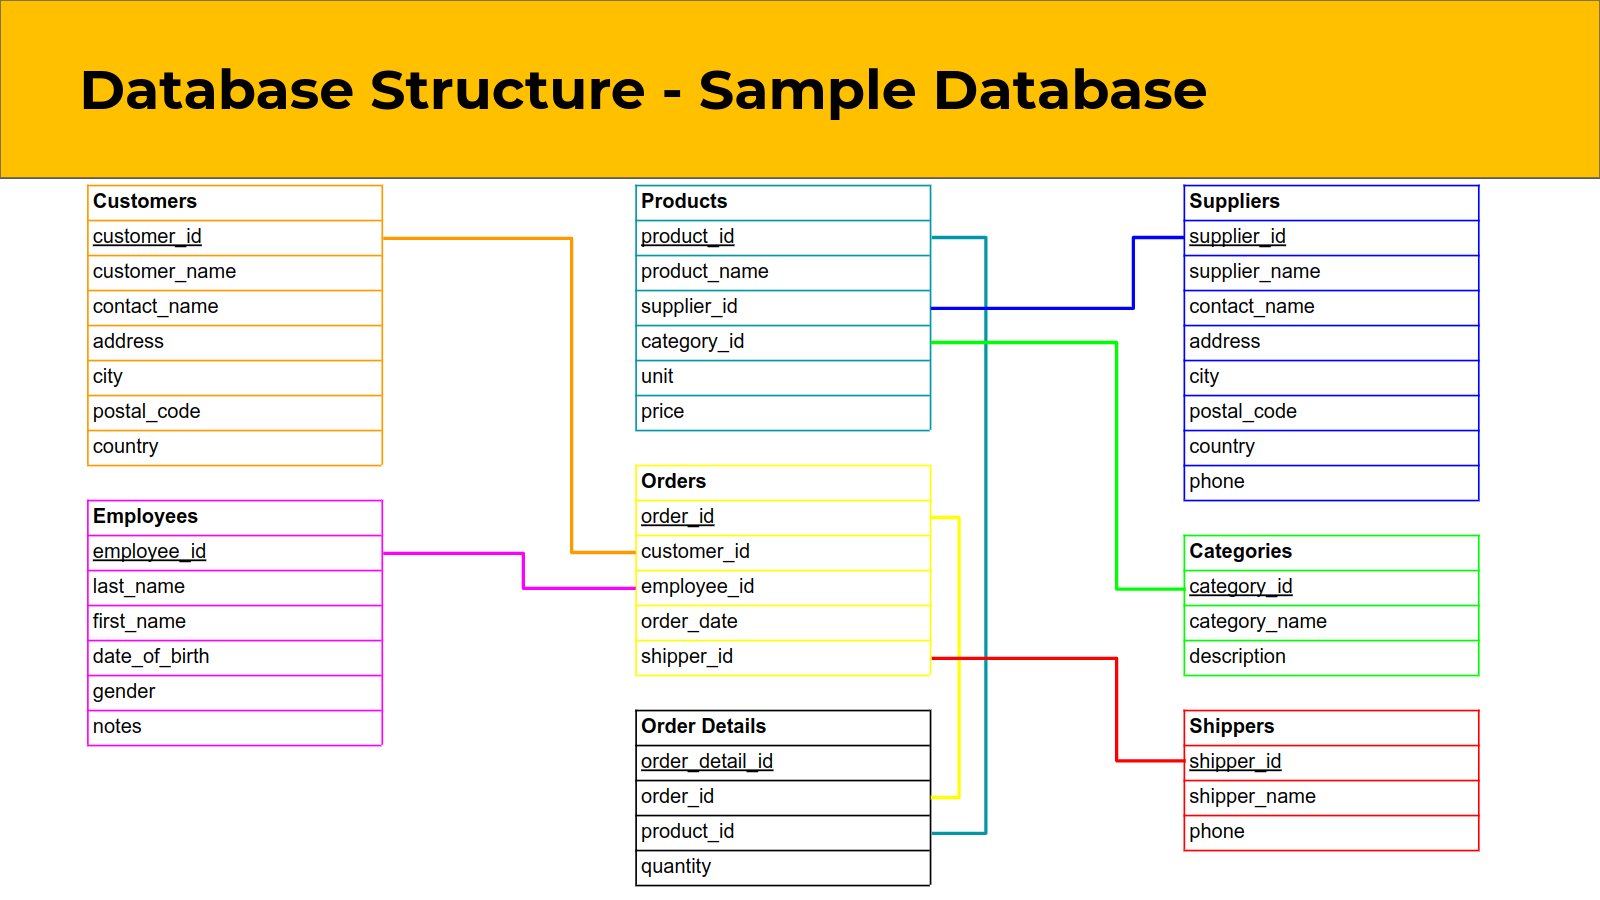 Database Structure - Sample Database
Customers
customer_id
customer_name
contact_name
address
city
postal_code
country
Employees
employee_id
last_name
first_name
date_of_birth
gender
notes
Products
product_id
product_name
supplier_id
category_id
unit
price
Orders
order_id
customer_id
employee_id
order_date
shipper_id
Order Details
order_detail_id
order_id
product_id
quantity
Suppliers
supplier_id
supplier_name
contact_name
address
city
postal_code
country
phone
Categories
category_id
category_name
description
Shippers
shipper_id
shipper_name
phone